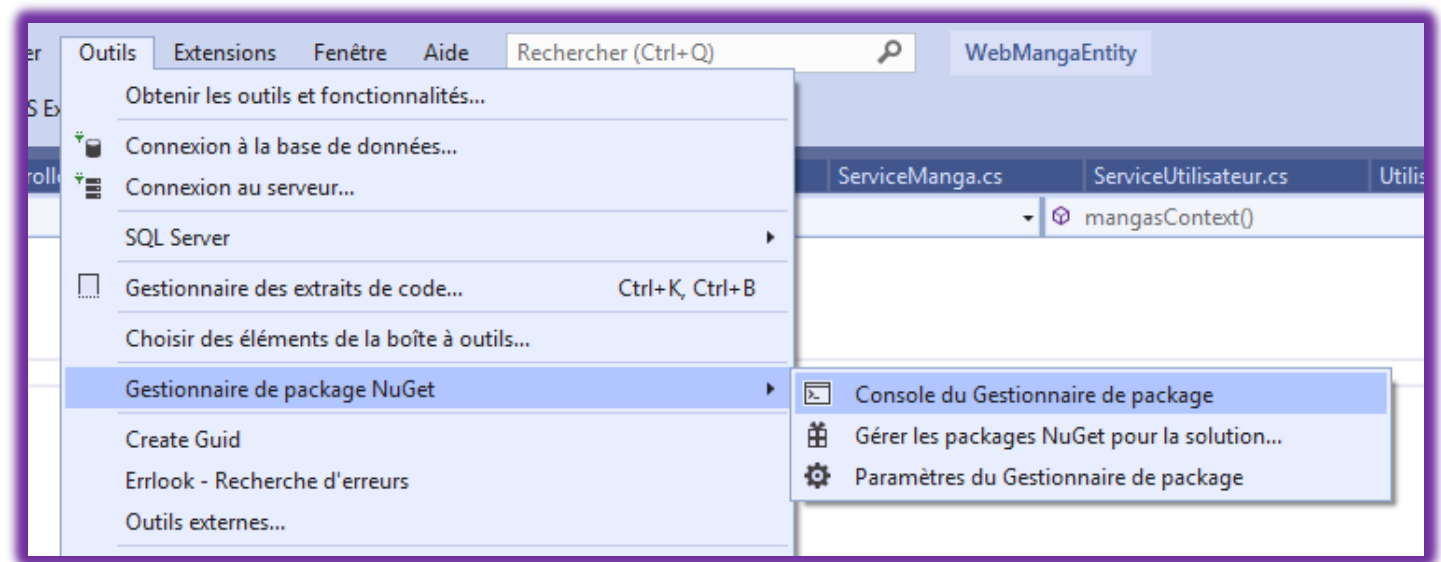 er Outils Extensions Fenêtre Aide Rechercher (Ctrl+Q) WebMangaEntity
S Ex Obtenir les outils et fonctionnalités...
Connexion à la base de données...
rolle Connexion au serveur... ServiceManga.cs ServiceUtilisateur.cs Utilis
SQL Server mangasContext()
Gestionnaire des extraits de code... Ctrl+K, Ctrl+B
Choisir des éléments de la boîte à outils...
Gestionnaire de package NuGet Console du Gestionnaire de package
Create Guid Gérer les packages NuGet pour la solution...
Errlook - Recherche d'erreurs Paramètres du Gestionnaire de package
Outils externes...